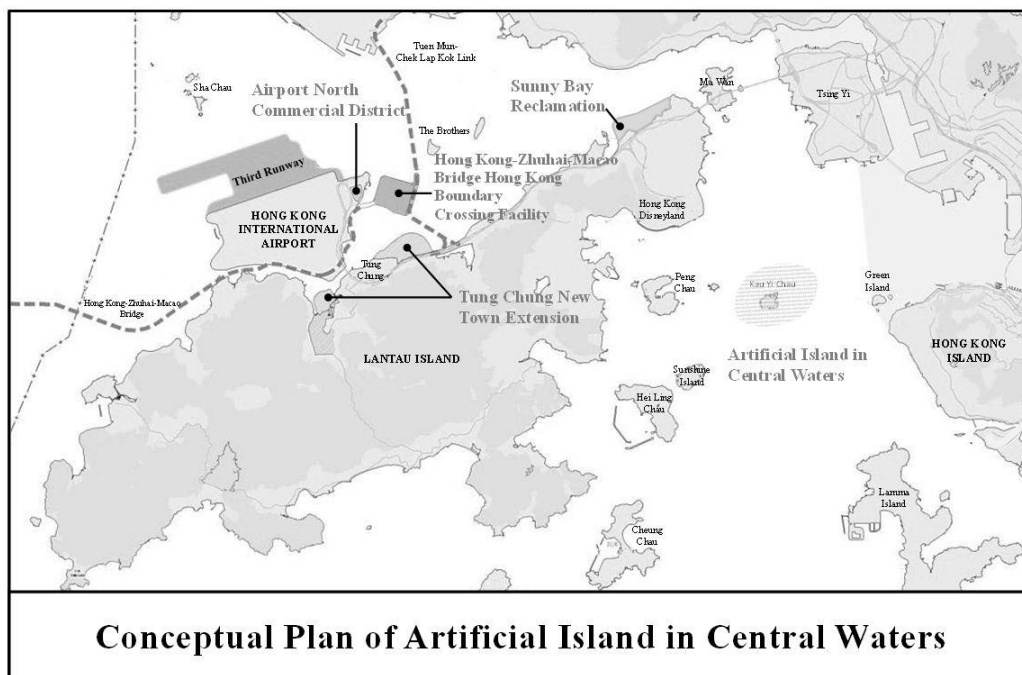 Tuen Mun-
Chek Lap Kok Link
Sha Chau
Airport North
Commercial District
Sunny Bay
Reclamation
Ma Wan
Tsing Yi
The Brothers
Third Runway
Hong Kong-Zhuhai-Macao
Bridge Hong Kong
Boundary
Crossing Facility
HONG KONG
INTERNATIONAL
AIRPORT
Hong Kong
Disneyland
Tung
Chung
Hong Kong-Zhuhai-Macao
Bridge
Tung Chung New
Town Extension
Peng
Chau
Kau Yi Chau
Green
Island
LANTAU ISLAND
HONG KONG
ISLAND
Artificial Island in
Central Waters
Sunshine
Island
Hei Ling
Chau
Lamma
Island
Cheung
Chau
Conceptual Plan of Artificial Island in Central Waters